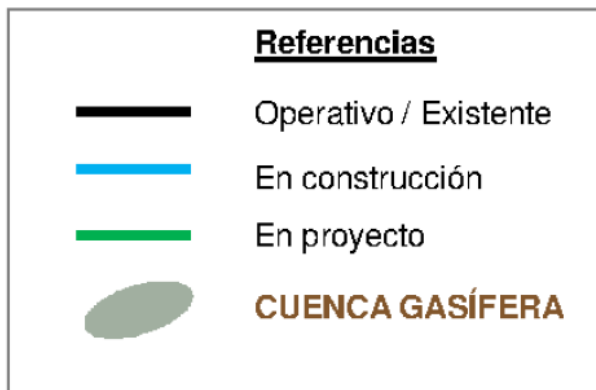 Referencias
Operativo / Existente
En construcción
En proyecto
CUENCA GASÍFERA